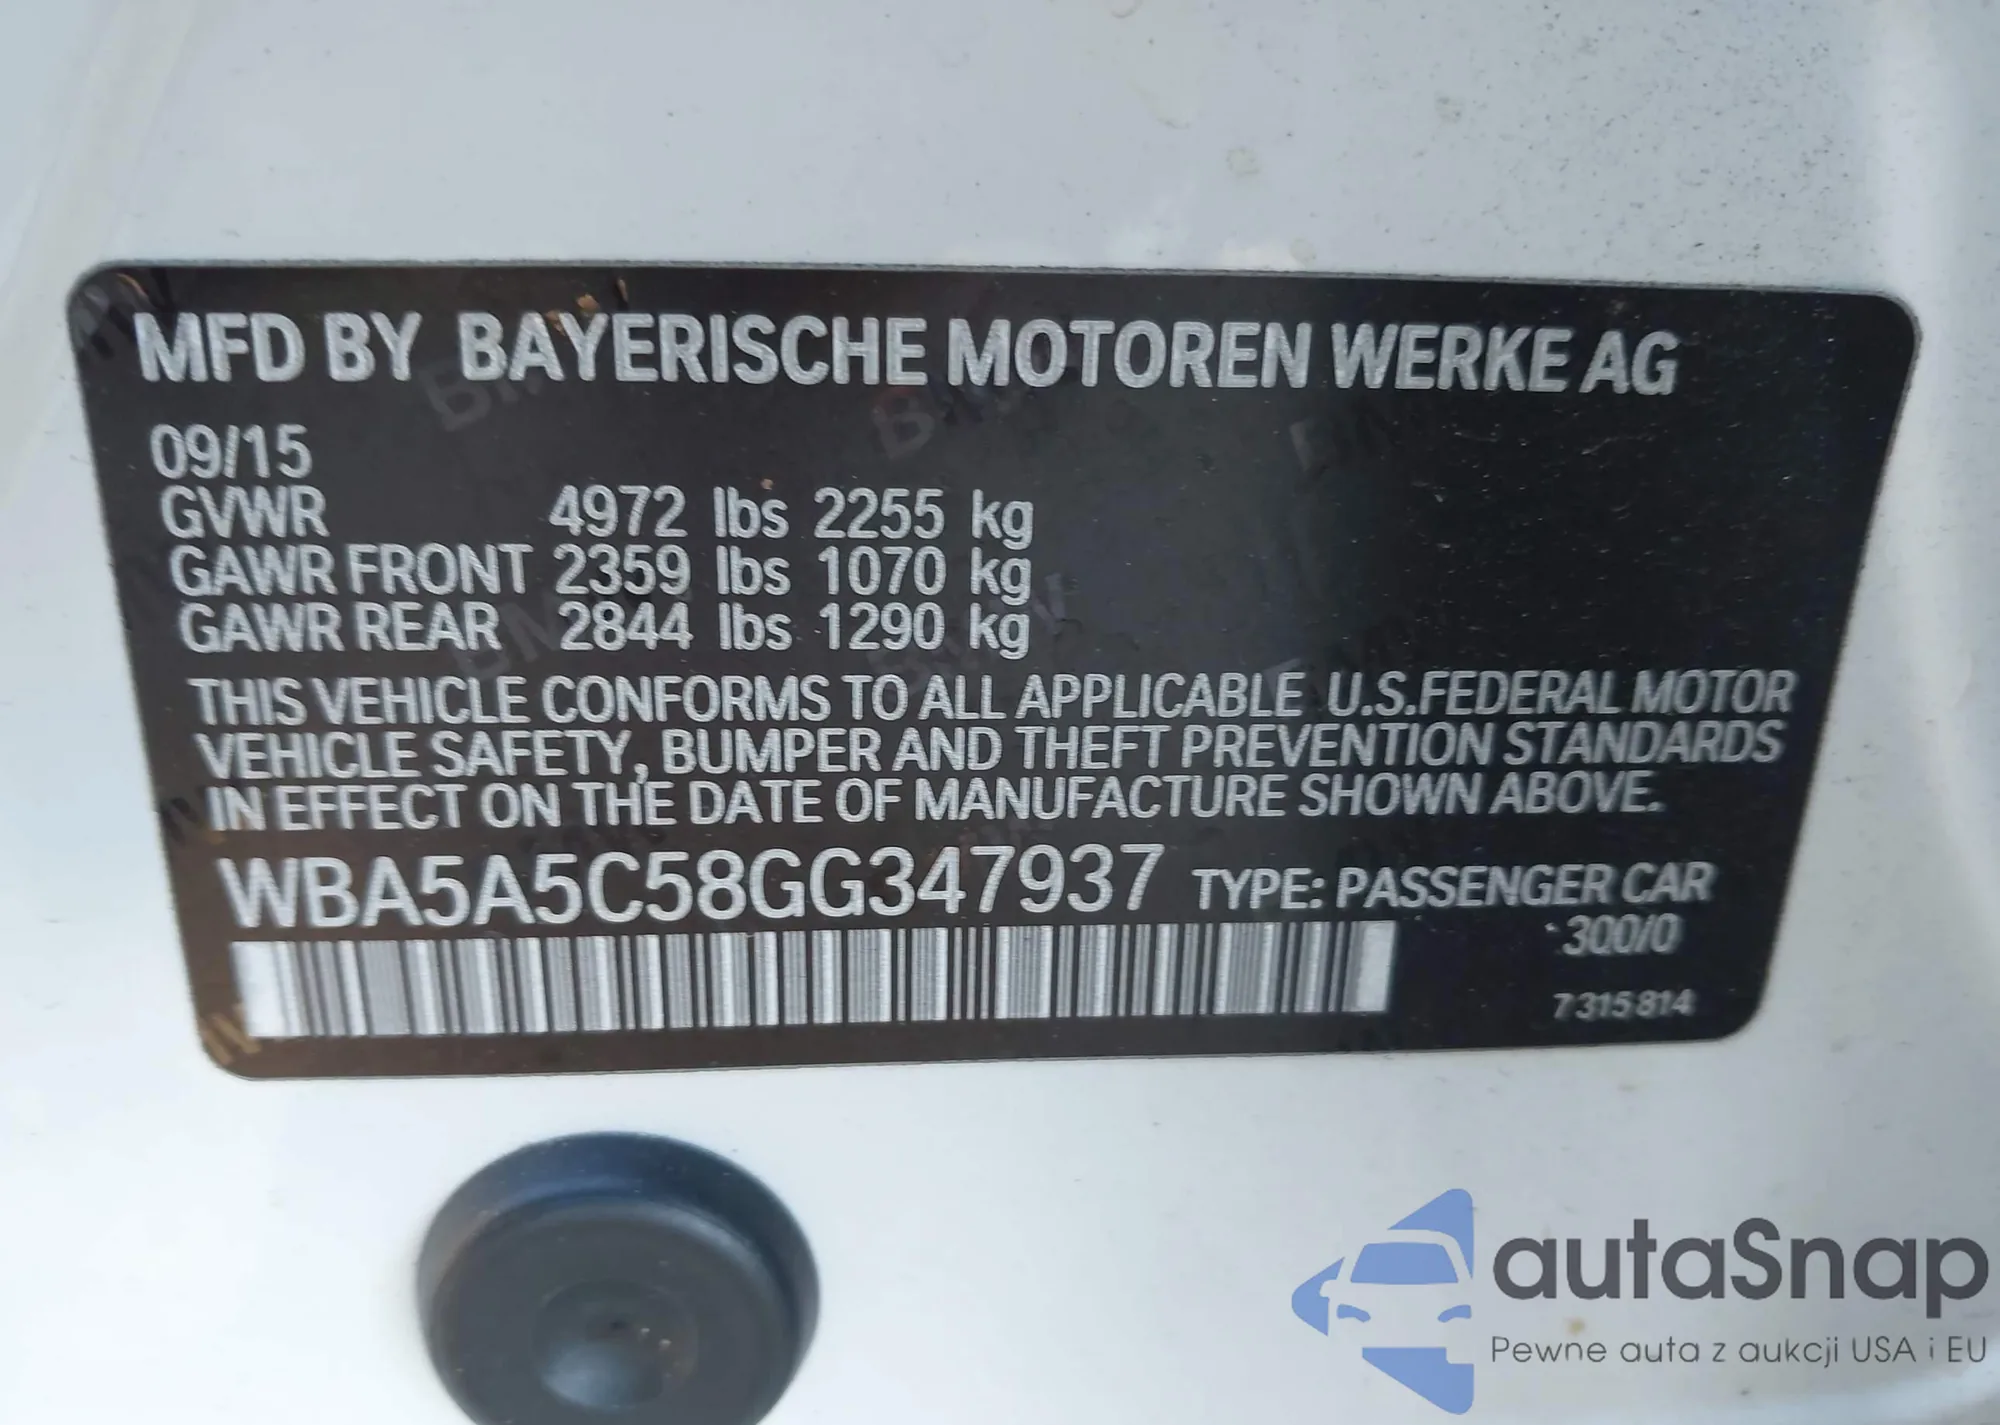 MFD BY BAYERISCHE MOTOREN WERKE AG
09/15
GVWR 4972 lbs 2255 kg
GAWR FRONT 2359 lbs 1070 kg
GAWR REAR 2844 lbs 1290 kg
THIS VEHICLE CONFORMS TO ALL APPLICABLE U.S.FEDERAL MOTOR
VEHICLE SAFETY, BUMPER AND THEFT PREVENTION STANDARDS
IN EFFECT ON THE DATE OF MANUFACTURE SHOWN ABOVE.
WBA5A5C58GG347937 TYPE: PASSENGER CAR
300/0
7 315 814
autaSnap
Pewne auta z aukcji USA i EU